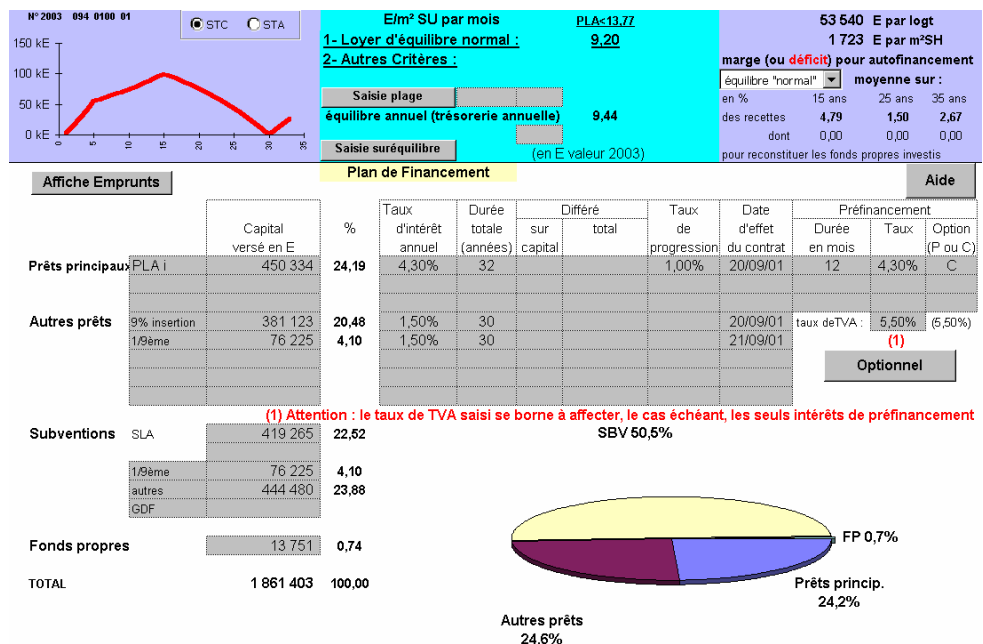 N° 2003 094 0100 01
STC STA
150 kE
100 kE
50 kE
0 kE
0 5 10 15 20 25 30 35
E/m² SU par mois PLA<13,77
1- Loyer d'équilibre normal : 9,20
2- Autres Critères :
Saisie plage
équilibre annuel (trésorerie annuelle) 9,44
Saisie suréquilibre
(en E valeur 2003)
53 540 E par logt
1 723 E par m²SH
marge (ou déficit) pour autofinancement
équilibre "normal" moyenne sur :
en % 15 ans 25 ans 35 ans
des recettes 4,79 1,50 2,67
dont 0,00 0,00 0,00
pour reconstituer les fonds propres investis
Affiche Emprunts
Plan de Financement
Aide
Taux Durée Différé Taux Date Préfinancement
Capital % d'intérêt totale sur total de d'effet Durée Taux Option
versé en E annuel (années) capital progression du contrat en mois (P ou C)
Prêts principaux PLA i 450 334 24,19 4,30% 32 1,00% 20/09/01 12 4,30% C
Autres prêts 9% insertion 381 123 20,48 1,50% 30 20/09/01 taux deTVA : 5,50% (5,50%)
1/9ème 76 225 4,10 1,50% 30 21/09/01 (1)
Optionnel
(1) Attention : le taux de TVA saisi se borne à affecter, le cas échéant, les seuls intérêts de préfinancement
Subventions SLA 419 265 22,52
SBV 50,5%
1/9ème 76 225 4,10
autres 444 480 23,88
GDF
Fonds propres 13 751 0,74
FP 0,7%
TOTAL 1 861 403 100,00
Prêts princip.
24,2%
Autres prêts
24,6%